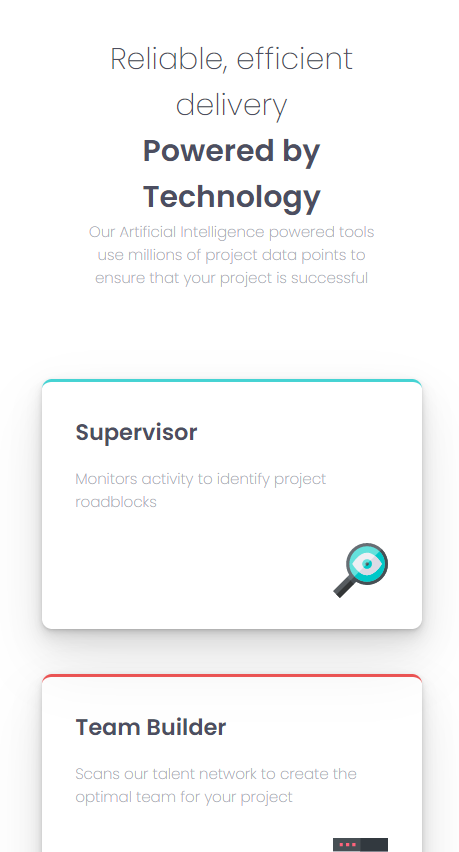 Reliable, efficient
delivery
Powered by
Technology
Our Artificial Intelligence powered tools
use millions of project data points to
ensure that your project is successful
Supervisor
Monitors activity to identify project
roadblocks
Team Builder
Scans our talent network to create the
optimal team for your project